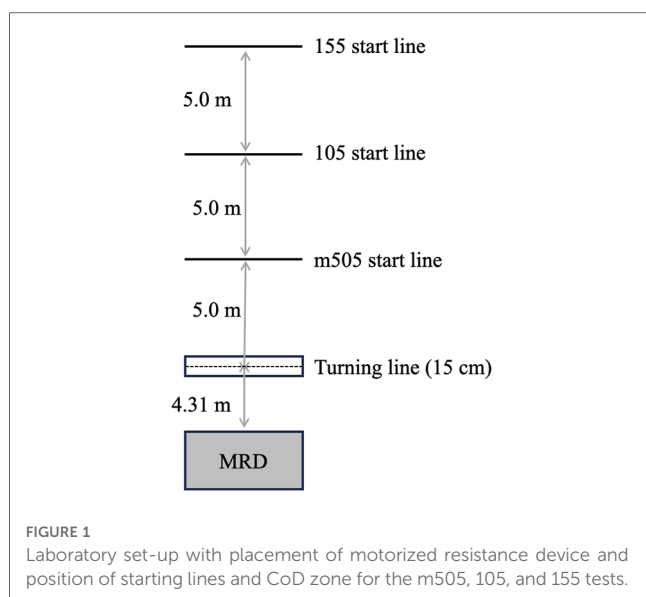 155 start line
5.0 m
105 start line
5.0 m
m505 start line
5.0 m
Turning line (15 cm)
4.31 m
MRD
FIGURE 1
Laboratory set-up with placement of motorized resistance device and
position of starting lines and CoD zone for the m505, 105, and 155 tests.